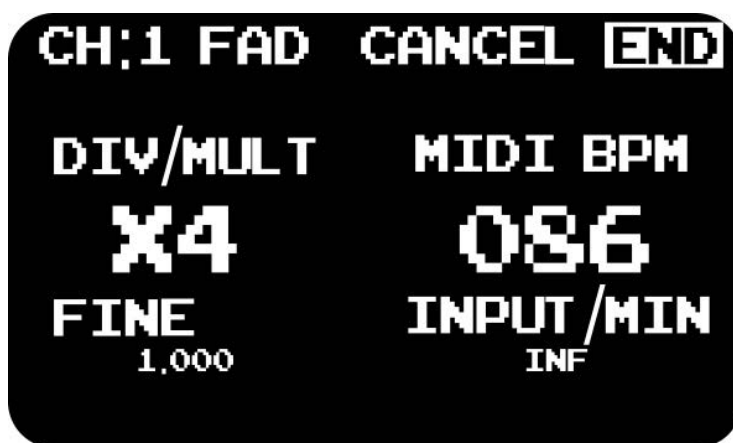 CH:1 FAD CANCEL END
DIV/MULT MIDI BPM
X4 086
FINE INPUT/MIN
1.000 INF